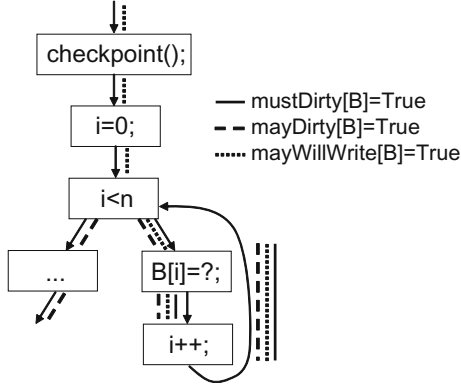 checkpoint();
i=0;
i<n
...
B[i]=?;
i++;
mustDirty[B]=True
mayDirty[B]=True
mayWillWrite[B]=True